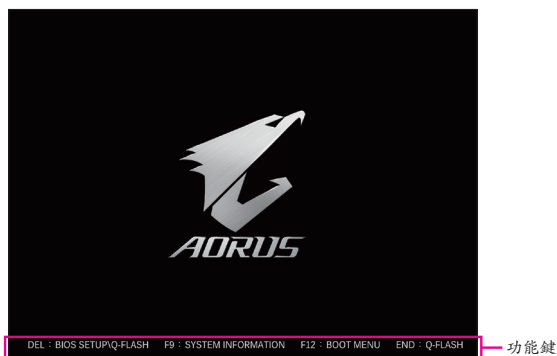 AORUS
DEL : BIOS SETUP\Q-FLASH F9 : SYSTEM INFORMATION F12 : BOOT MENU END : Q-FLASH
功能鍵